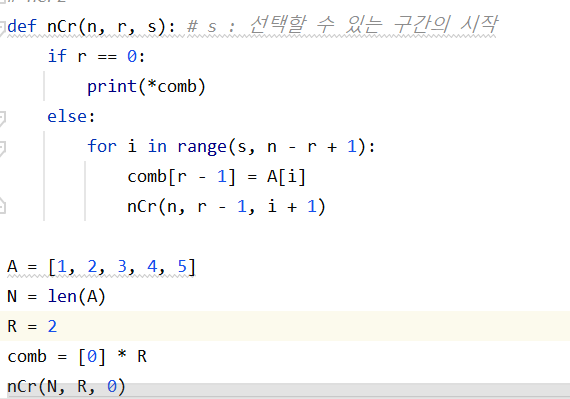 def nCr(n, r, s): # s : 선택할 수 있는 구간의 시작
    if r == 0:
        print(*comb)
    else:
        for i in range(s, n - r + 1):
            comb[r - 1] = A[i]
            nCr(n, r - 1, i + 1)

A = [1, 2, 3, 4, 5]
N = len(A)
R = 2
comb = [0] * R
nCr(N, R, 0)